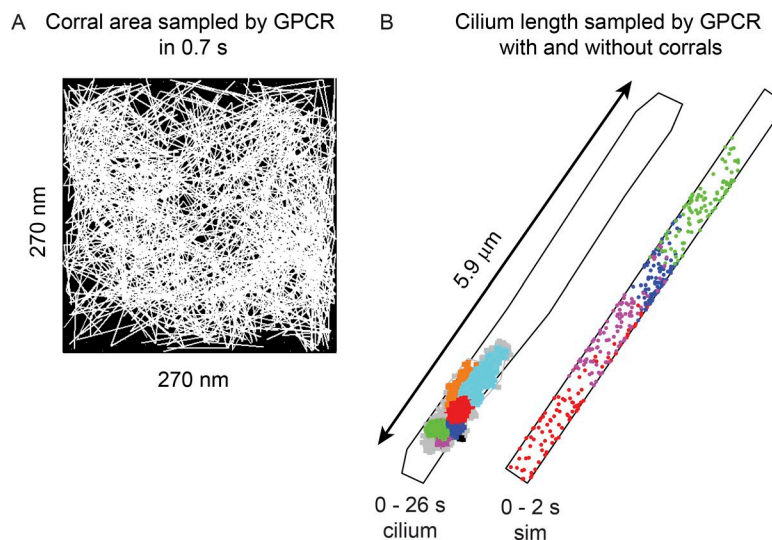 A
Corral area sampled by GPCR
in 0.7 s
270 nm
270 nm
B
Cilium length sampled by GPCR
with and without corrals
5.9 µm
0 - 26 s
cilium
0 - 2 s
sim